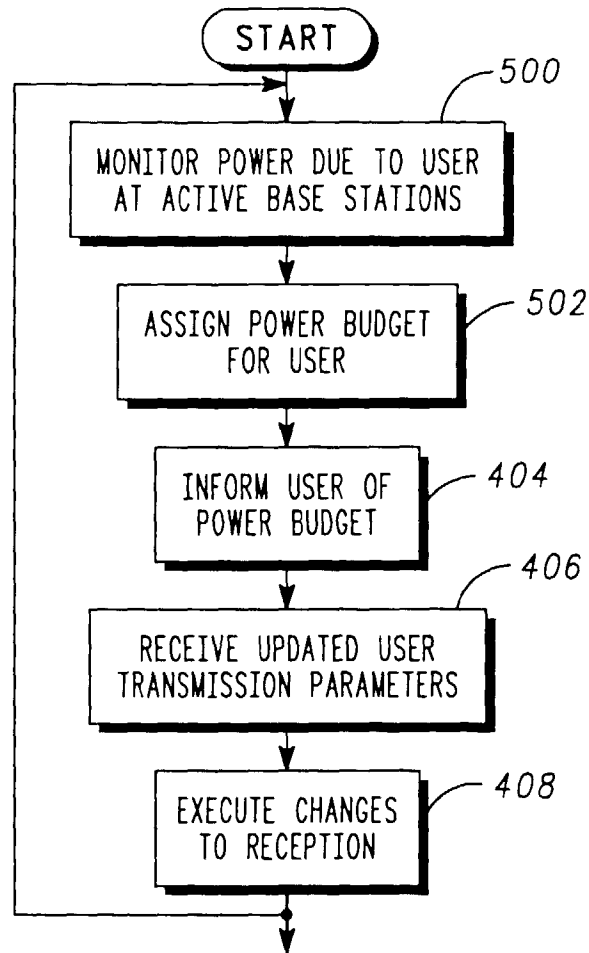 START
500
MONITOR POWER DUE TO USER
AT ACTIVE BASE STATIONS
502
ASSIGN POWER BUDGET
FOR USER
404
INFORM USER OF
POWER BUDGET
406
RECEIVE UPDATED USER
TRANSMISSION PARAMETERS
408
EXECUTE CHANGES
TO RECEPTION